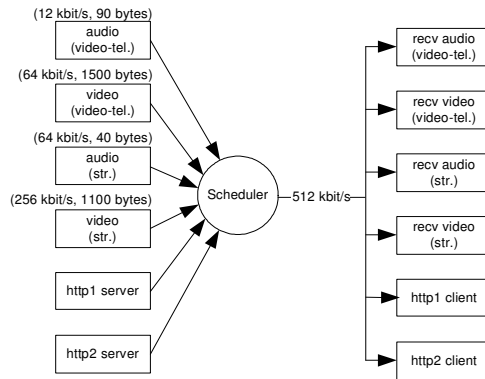 (12 kbit/s, 90 bytes)
audio
(video-tel.)
(64 kbit/s, 1500 bytes)
video
(video-tel.)
(64 kbit/s, 40 bytes)
audio
(str.)
(256 kbit/s, 1100 bytes)
video
(str.)
http1 server
http2 server
Scheduler
512 kbit/s
recv audio
(video-tel.)
recv video
(video-tel.)
recv audio
(str.)
recv video
(str.)
http1 client
http2 client